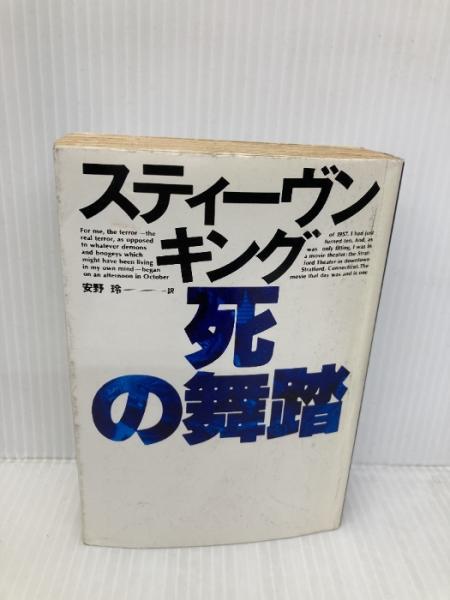 スティーヴン
キング
For me, the terror—the
real terror, as opposed
to whatever demons
and boogeys which
might have been living
in my own mind—began
on an afternoon in October
of 1957. I had just
turned ten. And, as
was only fitting, I was in
a movie theater: the Strat-
ford Theater in downtown
Stratford, Connecticut. The
movie that day was and is one
安野 玲——訳
死
の舞踏